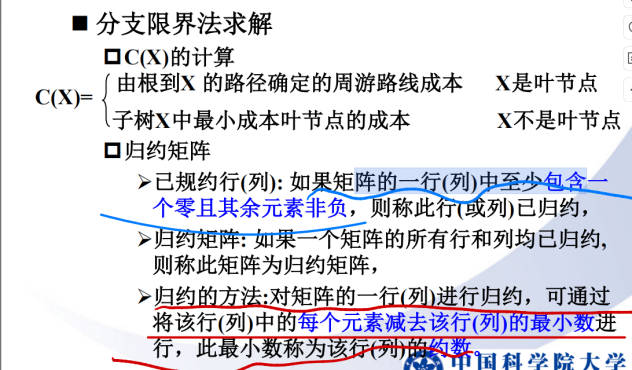 ■ 分支限界法求解
❑C(X)的计算
由根到X 的路径确定的周游路线成本 X是叶节点
C(X)=
子树X中最小成本叶节点的成本 X不是叶节点
❑归约矩阵
➢已规约行(列): 如果矩阵的一行(列)中至少包含一
个零且其余元素非负，则称此行(或列)已归约，
➢归约矩阵: 如果一个矩阵的所有行和列均已归约,
则称此矩阵为归约矩阵，
➢归约的方法:对矩阵的一行(列)进行归约，可通过
将该行(列)中的每个元素减去该行(列)的最小数进
行，此最小数称为该行(列)的约数。
中国科学院大学